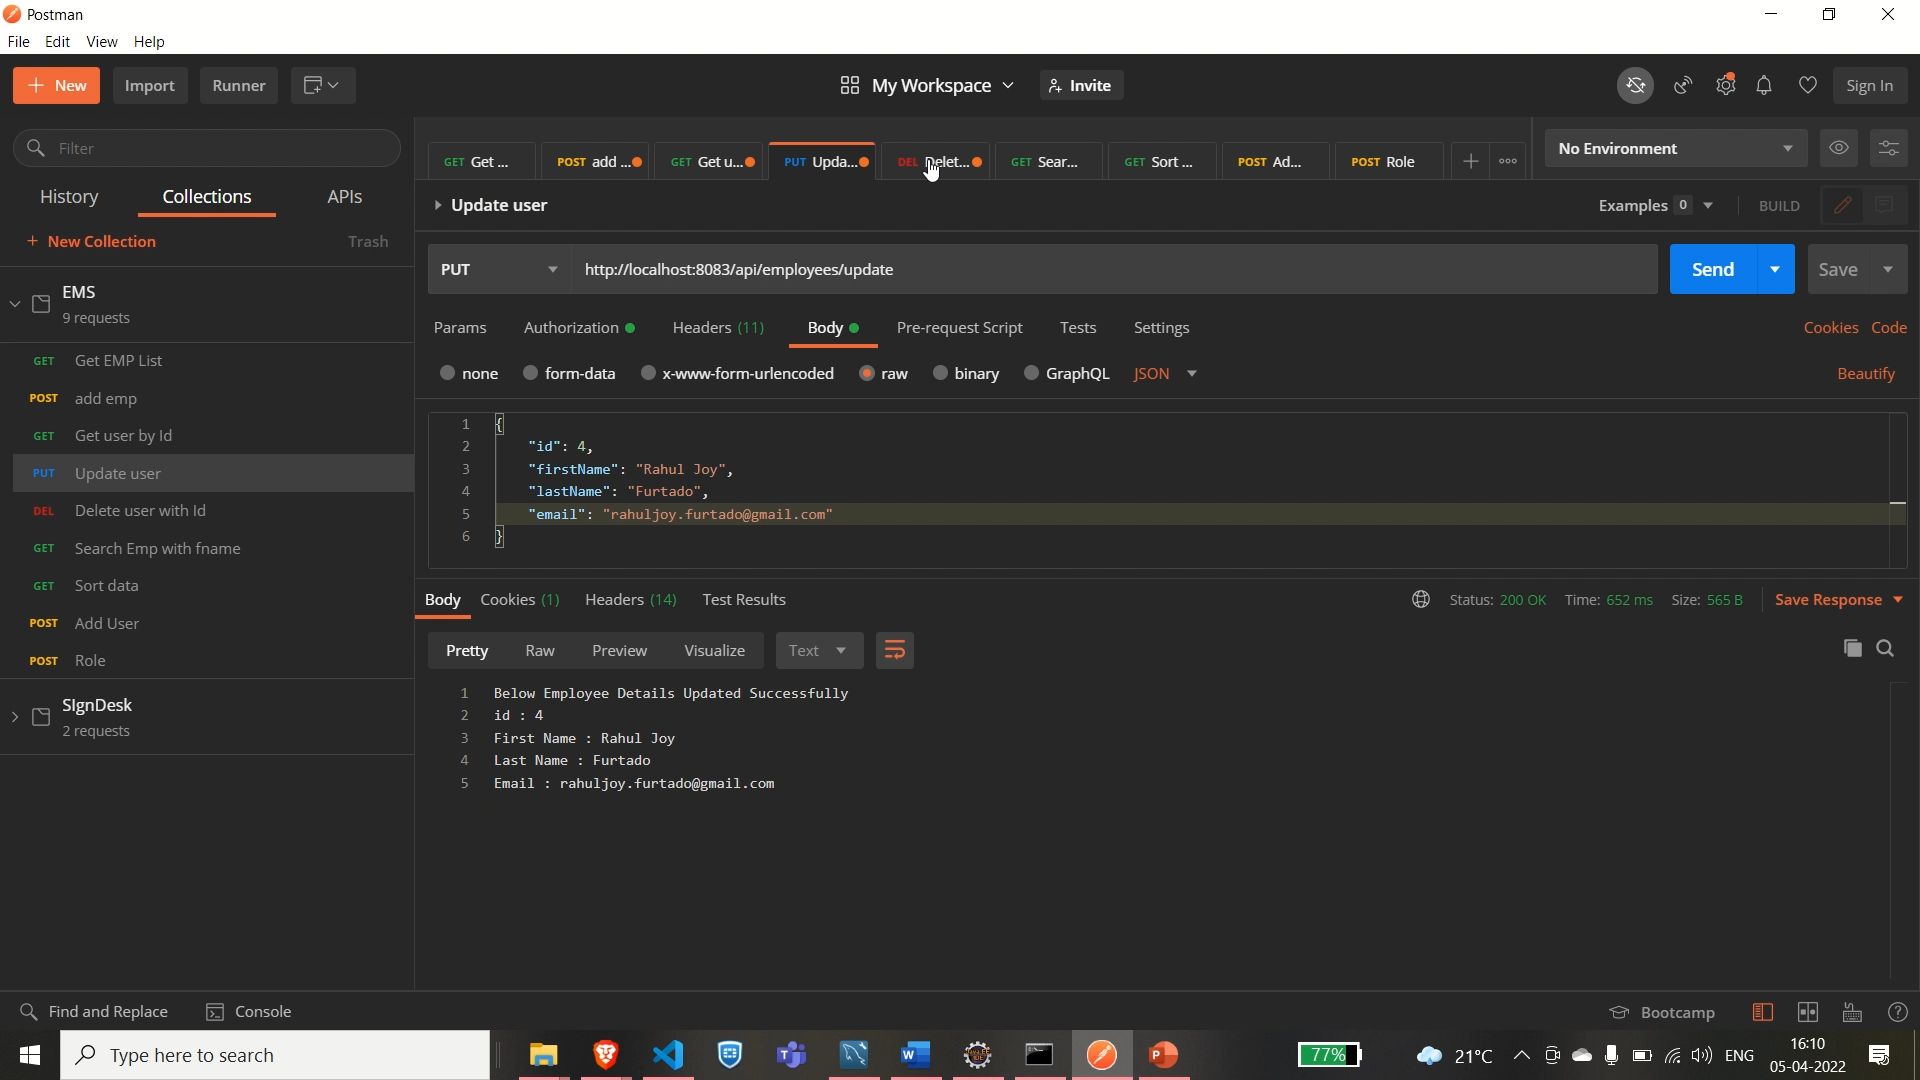 Postman
File Edit View Help
+ New Import Runner My Workspace Invite Sign In
Filter
GET Get ... POST add ... GET Get u... PUT Upda... DEL Delet... GET Sear... GET Sort ... POST Ad... POST Role + ooo No Environment
History Collections APIs
Update user Examples 0 BUILD
+ New Collection Trash
EMS
9 requests
PUT http://localhost:8083/api/employees/update Send Save
Params Authorization Headers (11) Body Pre-request Script Tests Settings Cookies Code
GET Get EMP List
POST add emp
GET Get user by Id
PUT Update user
DEL Delete user with Id
GET Search Emp with fname
GET Sort data
POST Add User
POST Role
SIgnDesk
2 requests
none form-data x-www-form-urlencoded raw binary GraphQL JSON Beautify
1 {
2 "id": 4,
3 "firstName": "Rahul Joy",
4 "lastName": "Furtado",
5 "email": "rahuljoy.furtado@gmail.com"
6 }
Body Cookies (1) Headers (14) Test Results Status: 200 OK Time: 652 ms Size: 565 B Save Response
Pretty Raw Preview Visualize Text
1 Below Employee Details Updated Successfully
2 id : 4
3 First Name : Rahul Joy
4 Last Name : Furtado
5 Email : rahuljoy.furtado@gmail.com
Find and Replace Console Bootcamp
Type here to search 77% 21°C ENG 16:10
05-04-2022